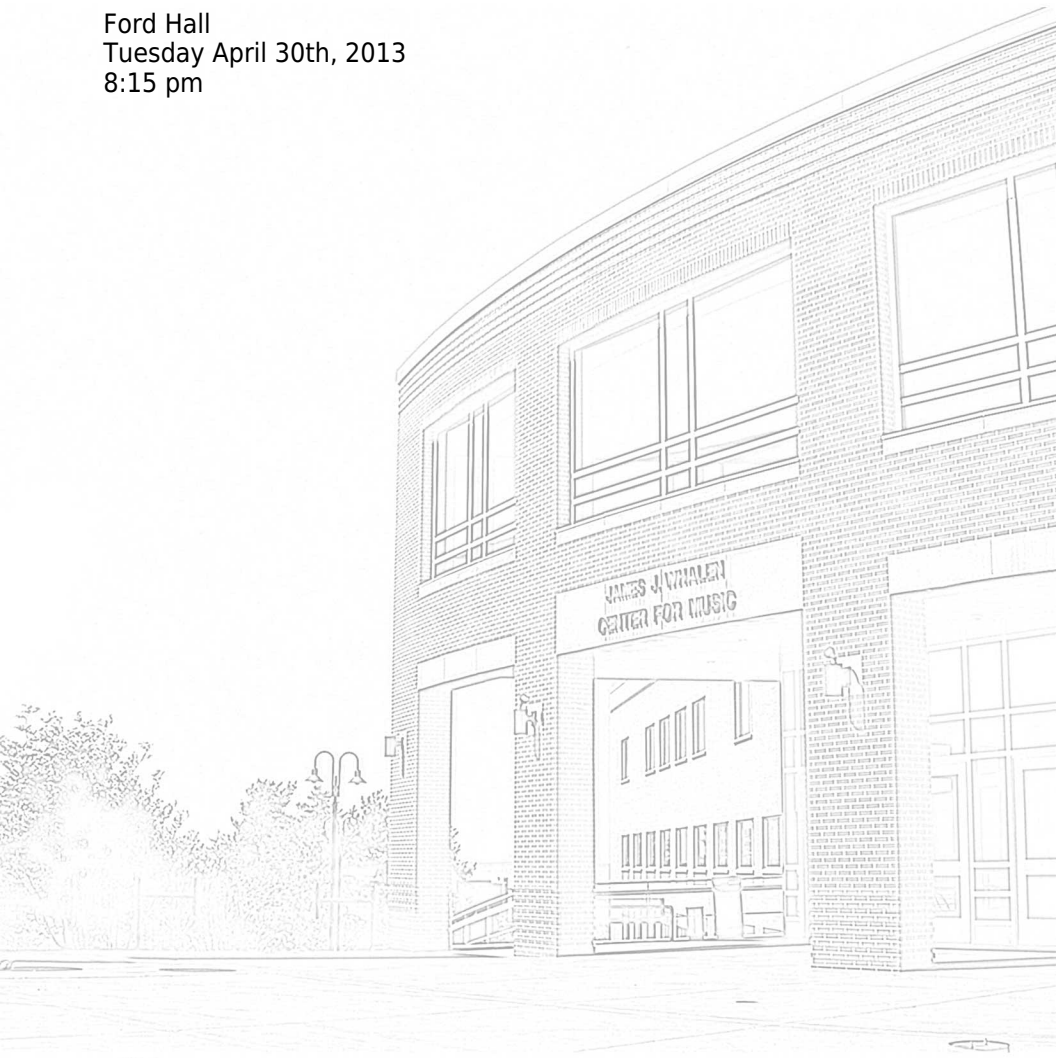 Ford Hall
Tuesday April 30th, 2013
8:15 pm
JAMES J. WHALEN
CENTER FOR MUSIC